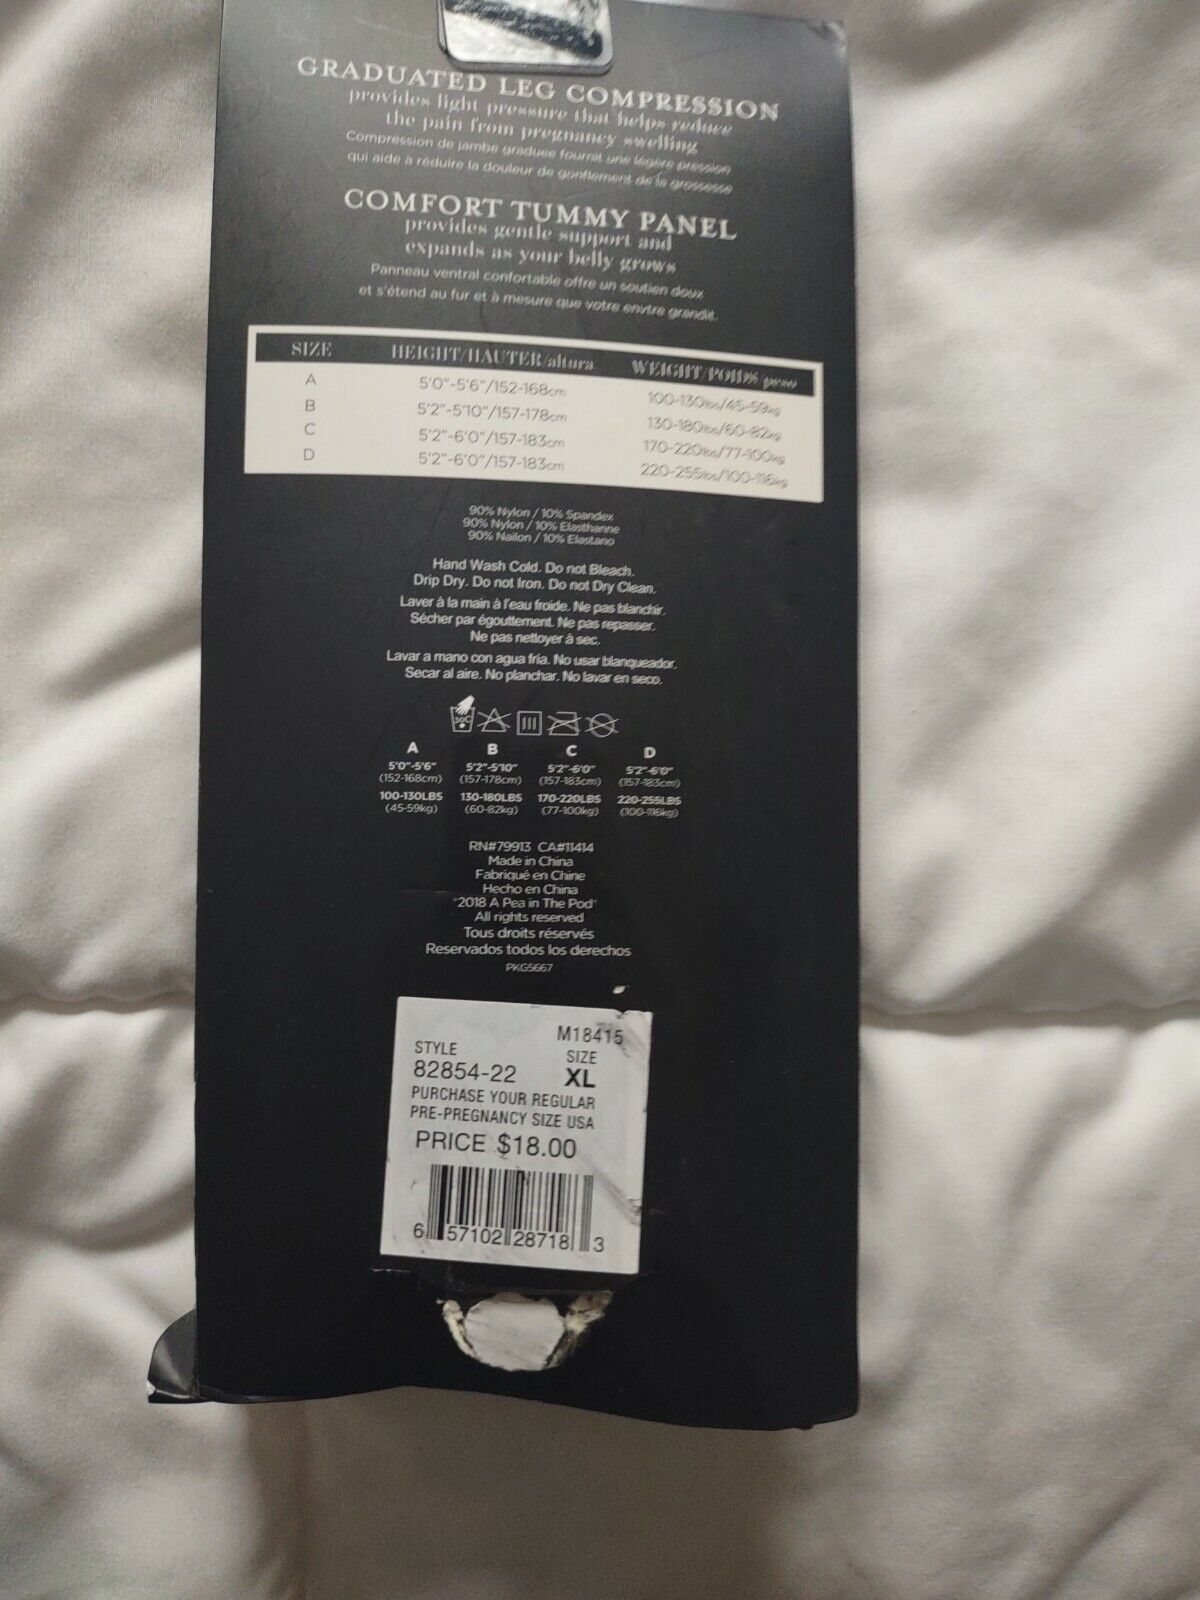 GRADUATED LEG COMPRESSION
provides light pressure that helps reduce
the pain from pregnancy swelling
Compression de jambe graduée fournit une légère pression
qui aide à réduire la douleur de gonflement de la grossesse
COMFORT TUMMY PANEL
provides gentle support and
expands as your belly grows
Panneau ventral confortable offre un soutien doux
et s'étend au fur et à mesure que votre envtre grandit.
SIZE HEIGHT/HAUTER/altura WEIGHT/POIDS/peso
A 5'0"-5'6"/152-168cm 100-130lbs/45-59kg
B 5'2"-5'10"/157-178cm 130-180lbs/60-82kg
C 5'2"-6'0"/157-183cm 170-220lbs/77-100kg
D 5'2"-6'0"/157-183cm 220-255lbs/100-116kg
90% Nylon / 10% Spandex
90% Nylon / 10% Elasthanne
90% Nailon / 10% Elastano
Hand Wash Cold. Do not Bleach.
Drip Dry. Do not Iron. Do not Dry Clean.
Laver à la main à l'eau froide. Ne pas blanchir.
Sécher par égouttement. Ne pas repasser.
Ne pas nettoyer à sec.
Lavar a mano con agua fria. No usar blanqueador.
Secar al aire. No planchar. No lavar en seco.
30C
A B C D
5'0"-5'6" 5'2"-5'10" 5'2"-6'0" 5'2"-6'0"
(152-168cm) (157-178cm) (157-183cm) (157-183cm)
100-130LBS 130-180LBS 170-220LBS 220-255LBS
(45-59kg) (60-82kg) (77-100kg) (100-116kg)
RN#79913 CA#11414
Made in China
Fabriqué en Chine
Hecho en China
"2018 A Pea in The Pod"
All rights reserved
Tous droits réservés
Reservados todos los derechos
PKG5667
M18415
STYLE SIZE
82854-22 XL
PURCHASE YOUR REGULAR
PRE-PREGNANCY SIZE USA
PRICE $18.00
6 57102 28718 3